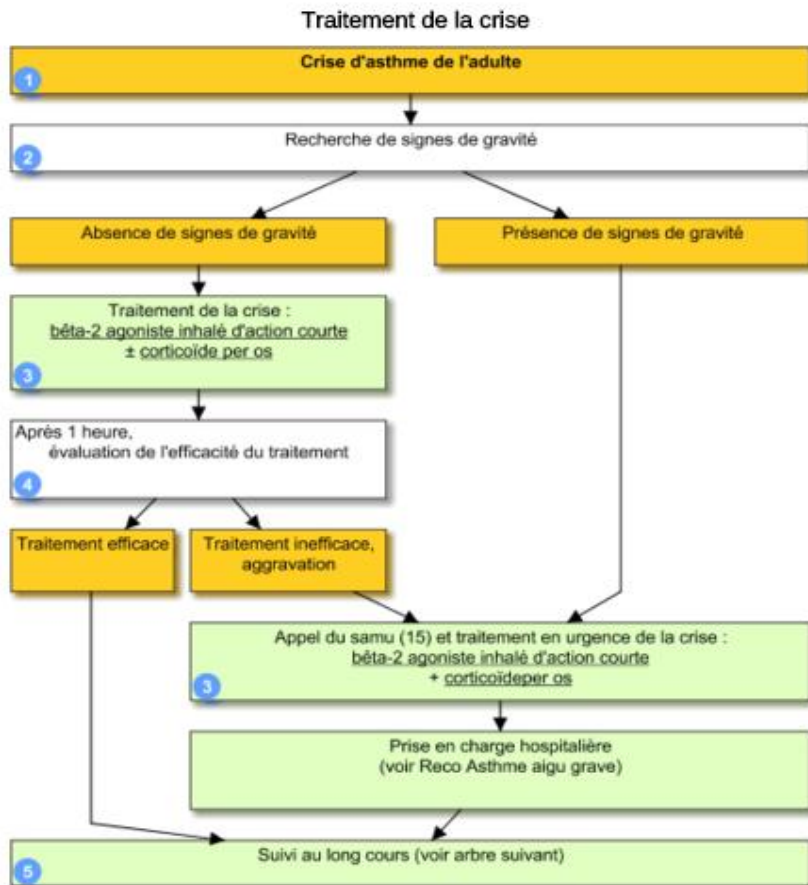 Traitement de la crise
Crise d'asthme de l'adulte
1
Recherche de signes de gravité
2
Absence de signes de gravité
Présence de signes de gravité
Traitement de la crise :
bêta-2 agoniste inhalé d'action courte
± corticoïde per os
3
Après 1 heure,
évaluation de l'efficacité du traitement
4
Traitement efficace
Traitement inefficace,
aggravation
Appel du samu (15) et traitement en urgence de la crise :
bêta-2 agoniste inhalé d'action courte
+ corticoïdeper os
3
Prise en charge hospitalière
(voir Reco Asthme aigu grave)
Suivi au long cours (voir arbre suivant)
5